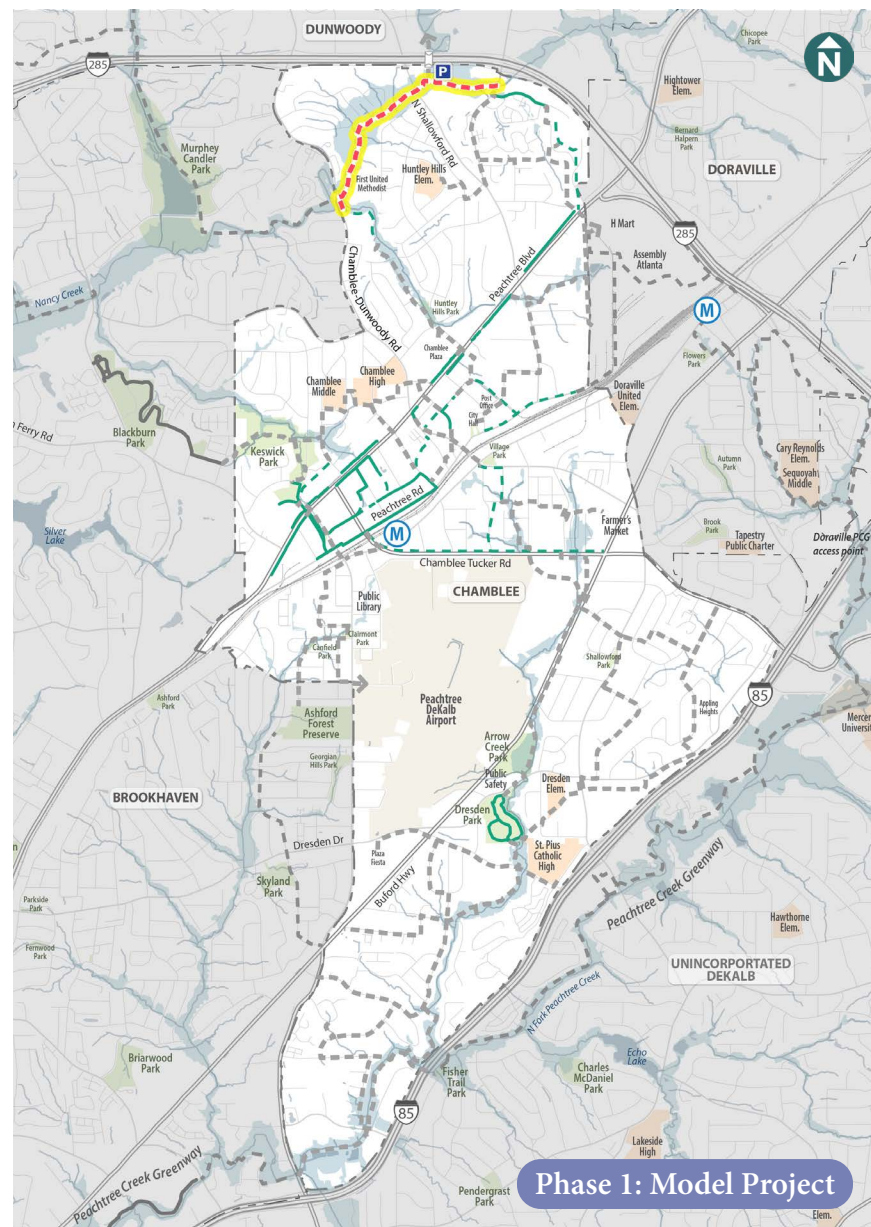 DUNWOODY
285
Chicopee
Park
N
P
Hightower
Elem.
N Shallowford Rd
Bernard
Halpern
Park
Murphey
Candler
Park
DORAVILLE
First United
Methodist
Huntley Hills
Elem.
H Mart
285
Assembly
Atlanta
Chamblee-Dunwoody Rd
Peachtree Blvd
Nancy Creek
Huntley
Hills Park
M
Chamblee
Plaza
Flowers
Park
Chamblee
Middle
Chamblee
High
Doraville
United
Elem.
Post
Office
City
Hall
Ferry Rd
Blackburn
Park
Keswick
Park
Village
Park
Cary Reynolds
Elem.
Sequoyah
Middle
Autumn
Park
Peachtree Rd
Silver
Lake
Farmer's
Market
Brook
Park
Tapestry
Public Charter
Doraville PCG
access point
M
Chamblee Tucker Rd
CHAMBLEE
Public
Library
Clairmont
Park
Canfield
Park
Shallowford
Park
85
Ashford
Park
Peachtree
DeKalb
Airport
Appling
Heights
Mercer
University
Ashford
Forest
Preserve
Arrow
Creek
Park
Georgian
Hills Park
Public
Safety
Dresden
Elem.
BROOKHAVEN
Dresden
Park
Dresden Dr
Plaza
Fiesta
St. Pius
Catholic
High
Buford Hwy
Skyland
Park
Peachtree Creek Greenway
Parkside
Park
Hawthorne
Elem.
Fernwood
Park
UNINCORPORTATED
DEKALB
N Fork Peachtree Creek
Echo
Lake
Briarwood
Park
Fisher
Trail
Park
Charles
McDaniel
Park
85
Lakeside
High
Peachtree Creek Greenway
Phase 1: Model Project
Pendergrast
Park
Elem.